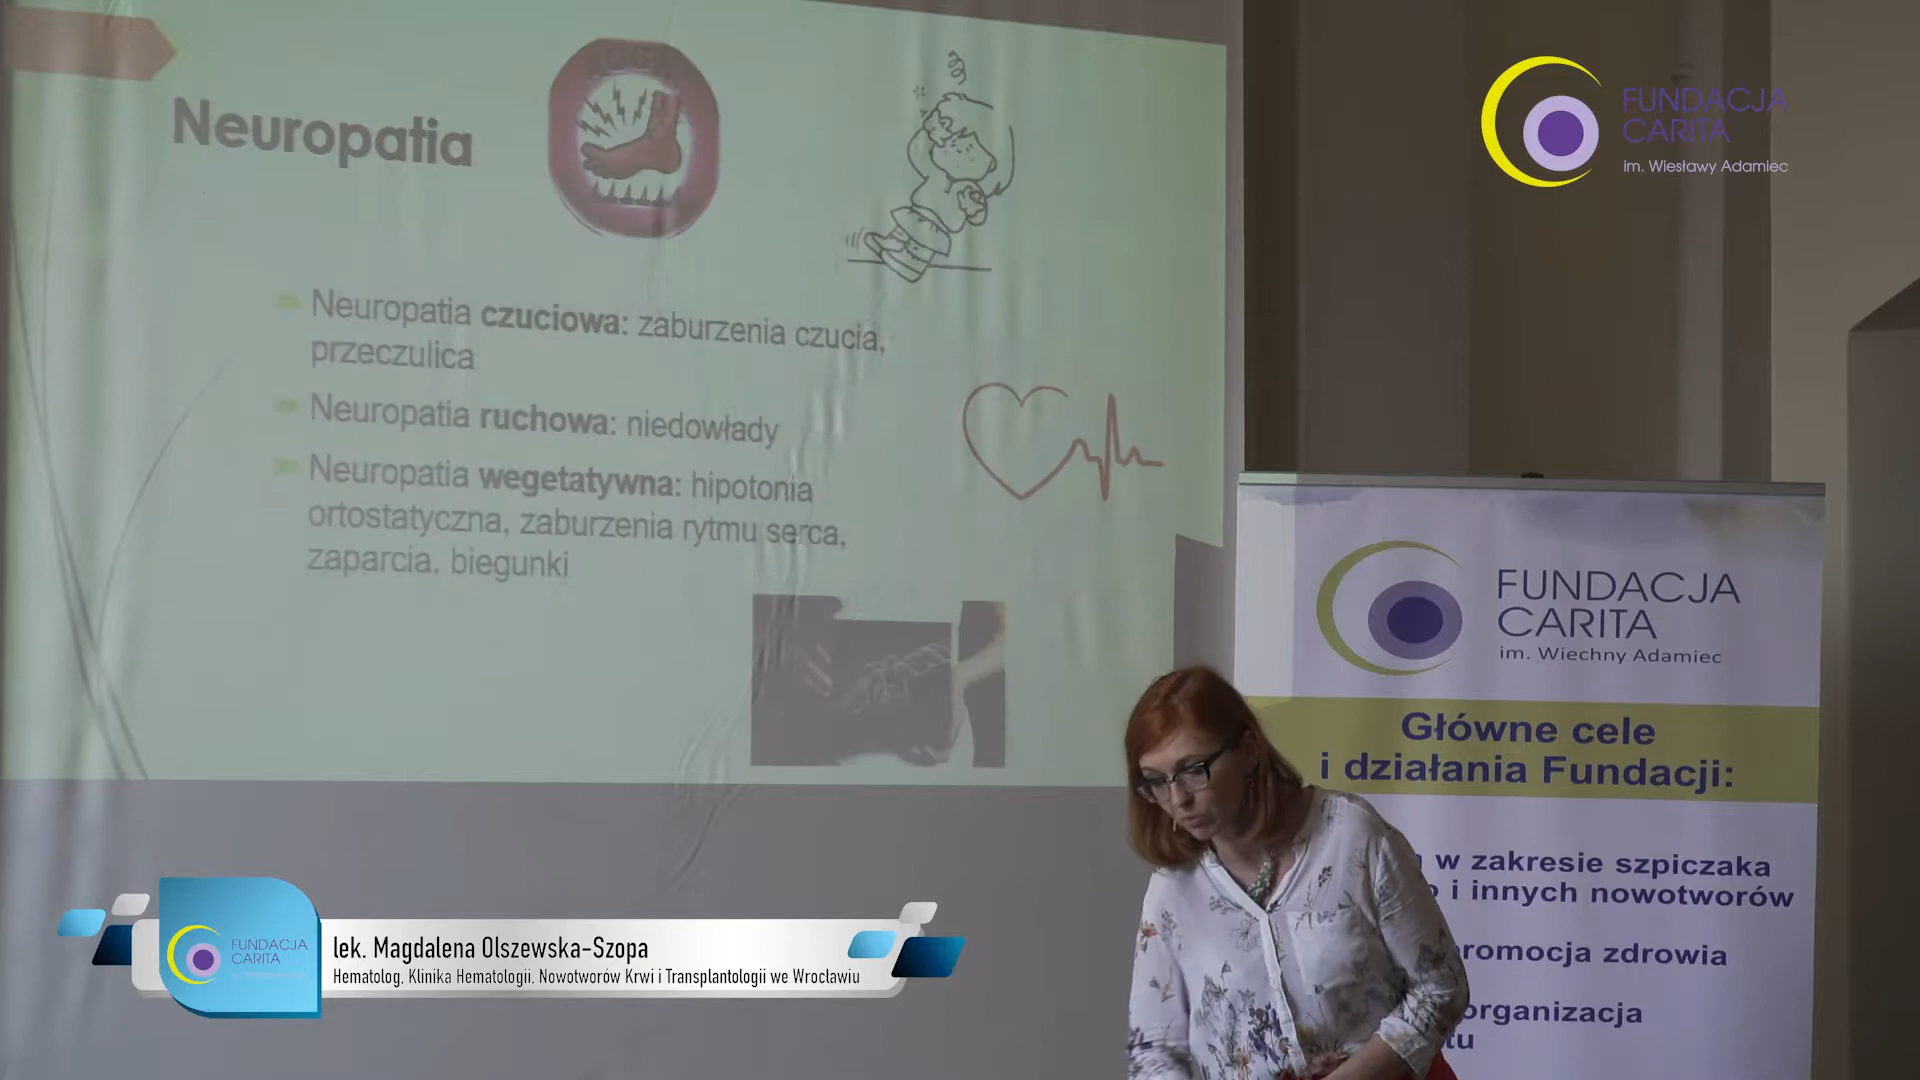 Neuropatia
Neuropatia czuciowa: zaburzenia czucia,
przeczulica
Neuropatia ruchowa: niedowłady
Neuropatia wegetatywna: hipotonia
ortostatyczna, zaburzenia rytmu serca,
zaparcia, biegunki
FUNDACJA
CARITA
im. Wiesławy Adamiec
FUNDACJA
CARITA
im. Wiechny Adamiec
Główne cele
i działania Fundacji:
w zakresie szpiczaka
i innych nowotworów
promocja zdrowia
organizacja
FUNDACJA
CARITA
lek. Magdalena Olszewska-Szopa
Hematolog, Klinika Hematologii, Nowotworów Krwi i Transplantologii we Wrocławiu